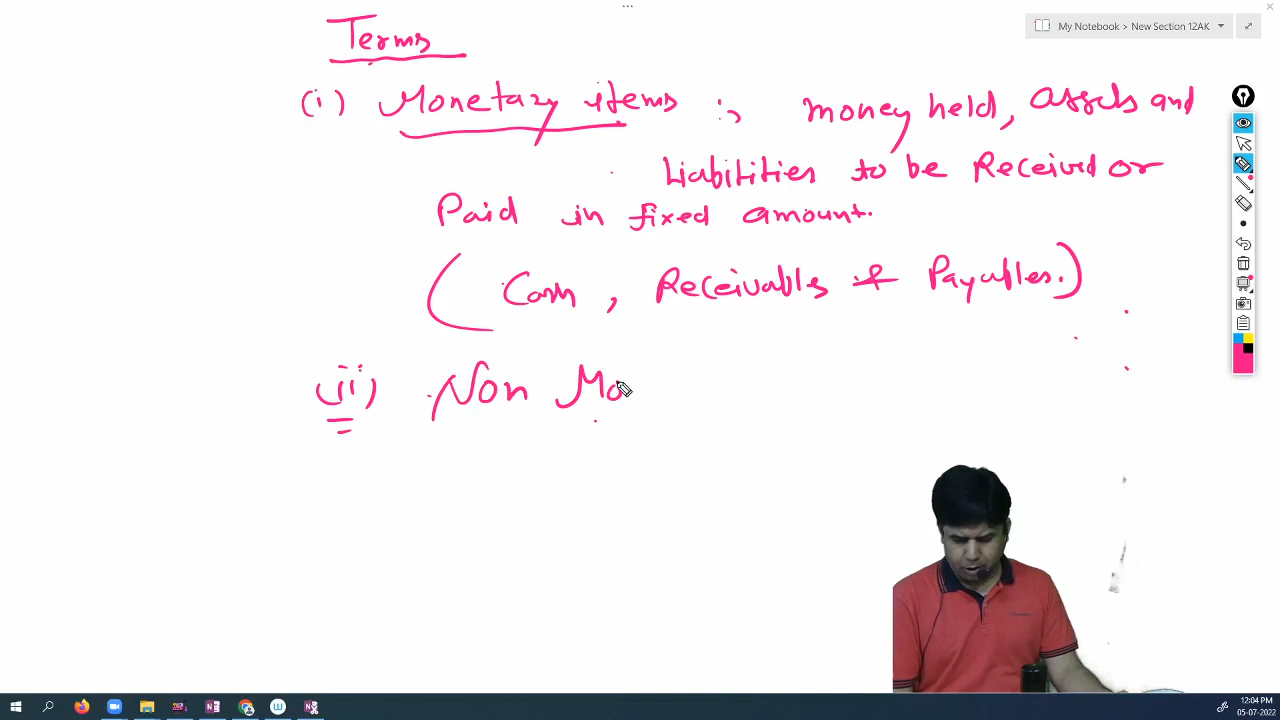 My Notebook > New Section 12AK
Terms
(i) Monetary items :- money held, assets and
Liabilities to be Received or
Paid in fixed amount.
(Cash, Receivables & Payables.)
(ii) Non Mo
12:04 PM
05-07-2022